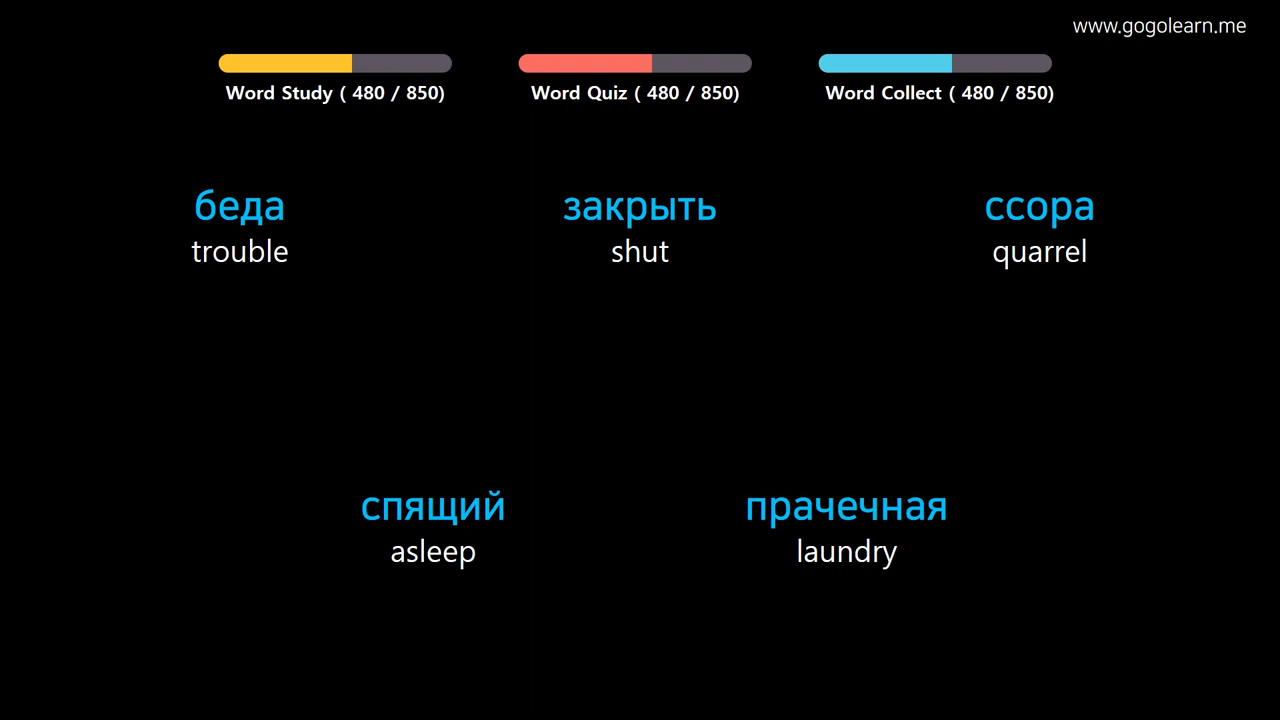 www.gogolearn.me
Word Study ( 480 / 850)
Word Quiz ( 480 / 850)
Word Collect ( 480 / 850)
беда
trouble
закрыть
shut
ссора
quarrel
спящий
asleep
прачечная
laundry